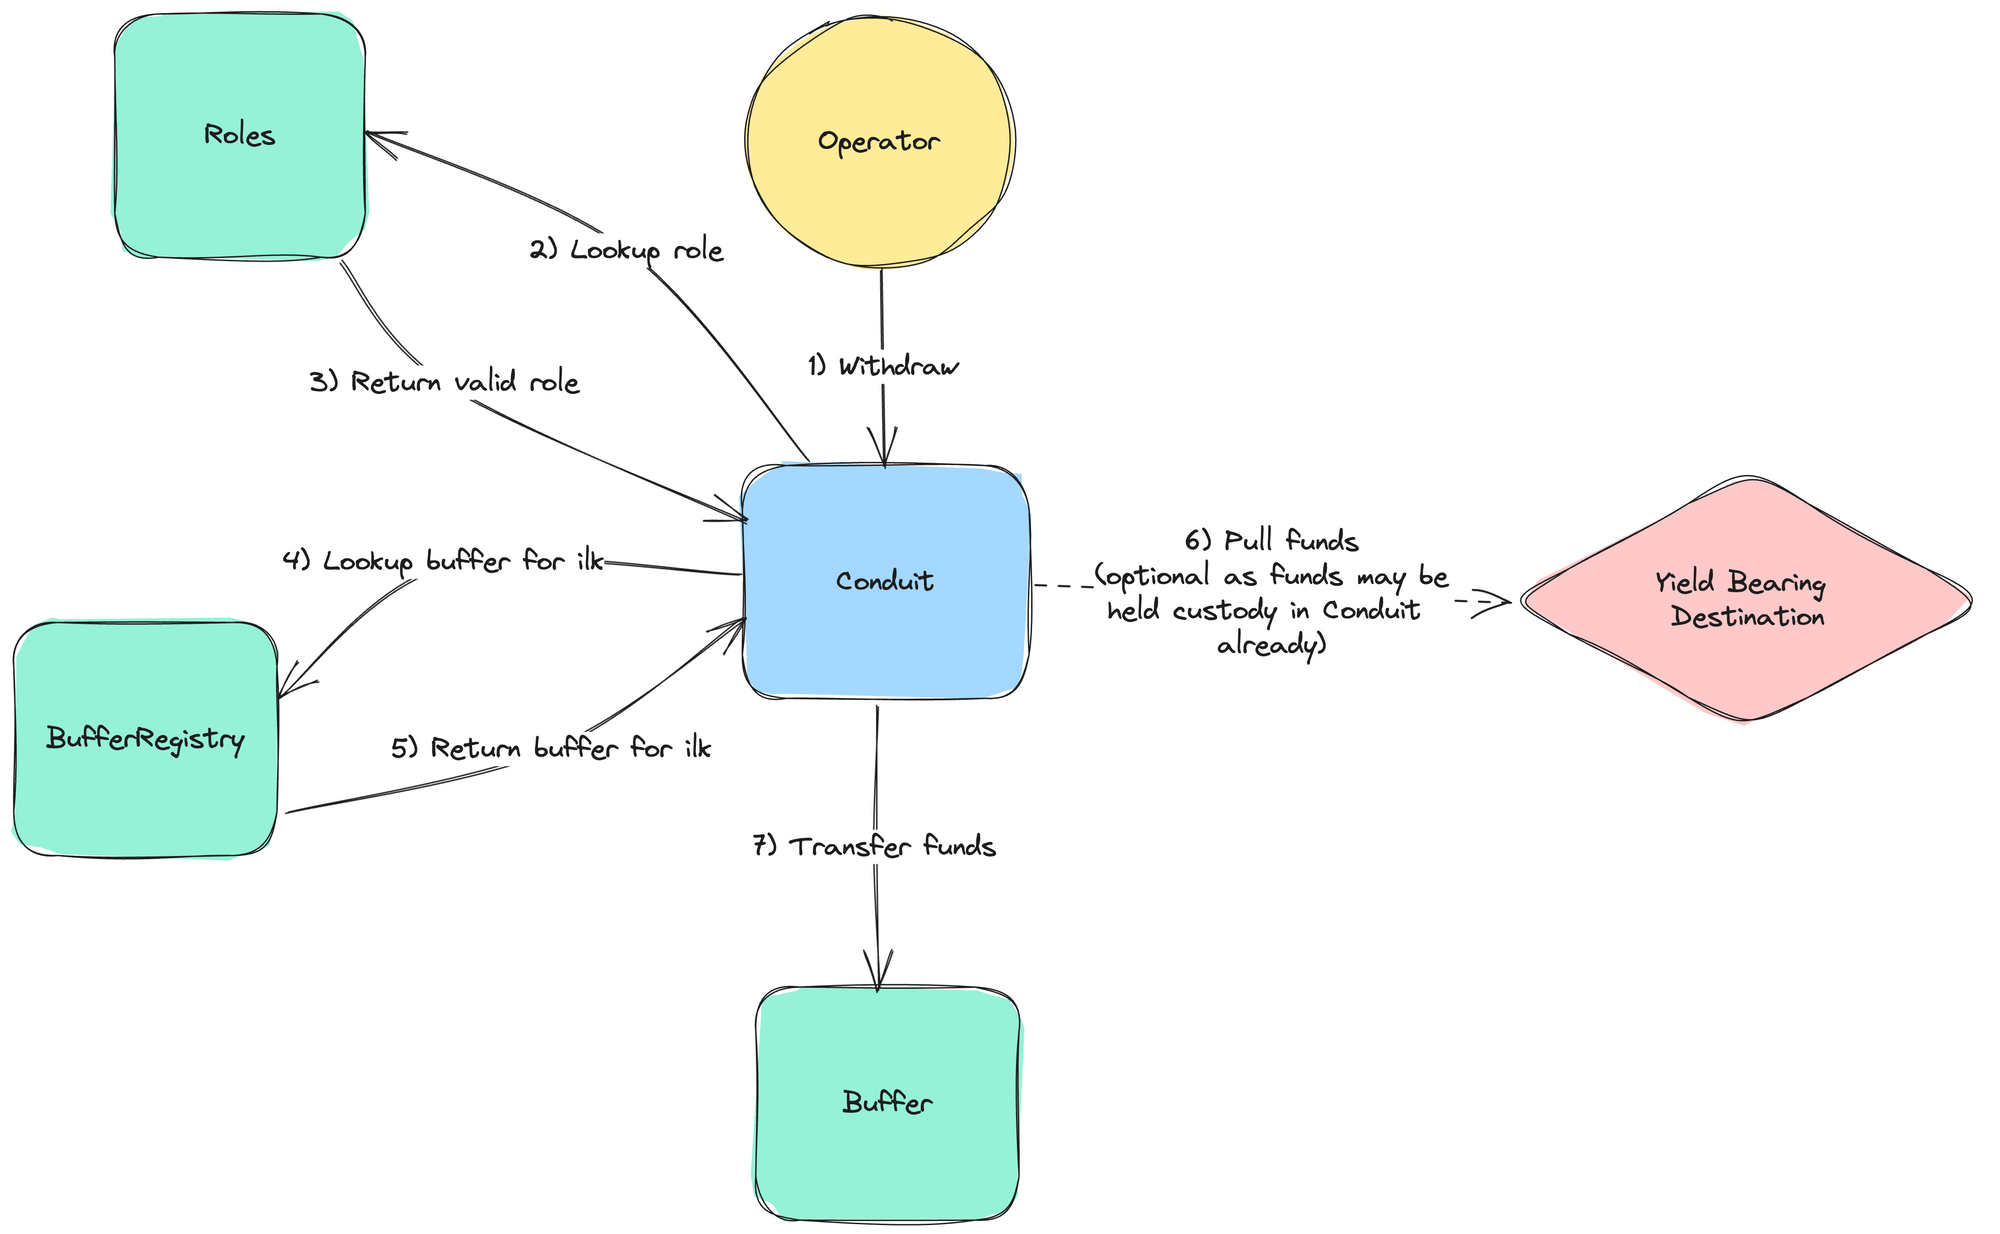 Roles
Operator
2) Lookup role
1) Withdraw
3) Return valid role
4) Lookup buffer for ilk
Conduit
6) Pull funds
(optional as funds may be
held custody in Conduit
already)
Yield Bearing
Destination
BufferRegistry
5) Return buffer for ilk
7) Transfer funds
Buffer